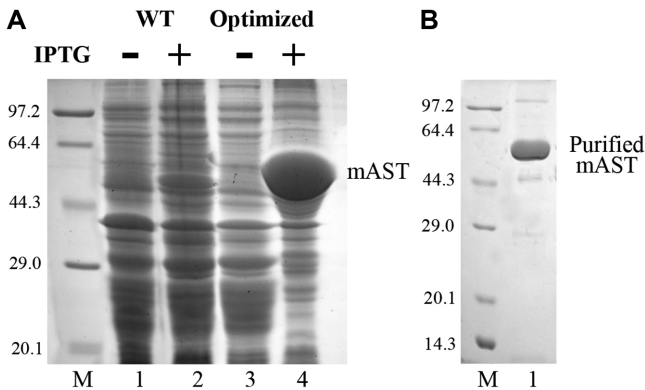 A
WT Optimized
IPTG - + - +
97.2
64.4
44.3
29.0
20.1
mAST
M 1 2 3 4
B
97.2
64.4
44.3
29.0
20.1
14.3
Purified
mAST
M 1